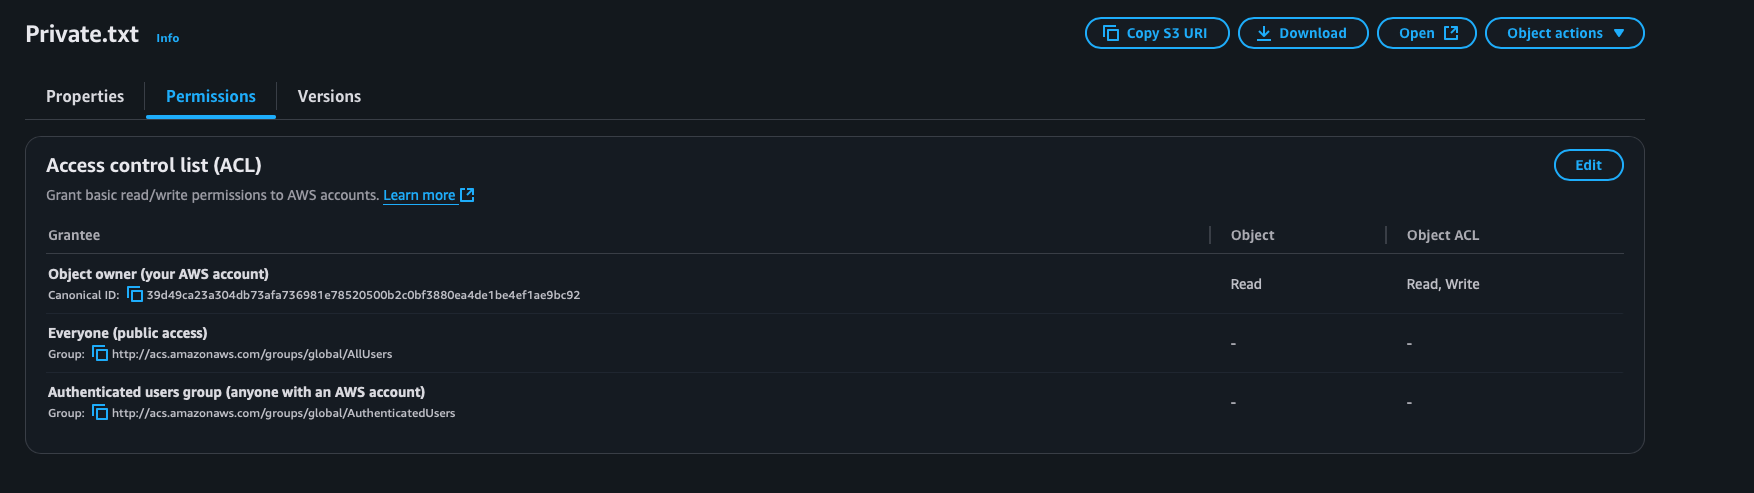 Private.txt Info Copy S3 URI Download Open Object actions
Properties Permissions Versions
Access control list (ACL) Edit
Grant basic read/write permissions to AWS accounts. Learn more
Grantee Object Object ACL
Object owner (your AWS account)
Canonical ID: 39d49ca23a304db73afa736981e78520500b2c0bf3880ea4de1be4ef1ae9bc92 Read Read, Write
Everyone (public access)
Group: http://acs.amazonaws.com/groups/global/AllUsers - -
Authenticated users group (anyone with an AWS account)
Group: http://acs.amazonaws.com/groups/global/AuthenticatedUsers - -